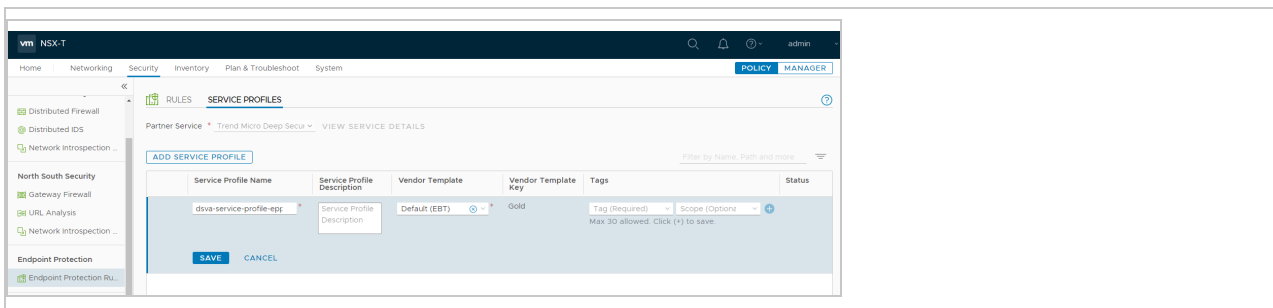 vm NSX-T
admin
Home Networking Security Inventory Plan & Troubleshoot System
POLICY MANAGER
Distributed Firewall
Distributed IDS
Network Introspection ...
North South Security
Gateway Firewall
URL Analysis
Network Introspection ...
Endpoint Protection
Endpoint Protection Ru...
RULES SERVICE PROFILES
Partner Service * Trend Micro Deep Secur VIEW SERVICE DETAILS
ADD SERVICE PROFILE
Filter by Name, Path and more
Service Profile Name Service Profile Description Vendor Template Vendor Template Key Tags Status
dsva-service-profile-epp * Service Profile Description Default (EBT) * Gold Tag (Required) Scope (Optiona
Max 30 allowed. Click (+) to save.
SAVE CANCEL